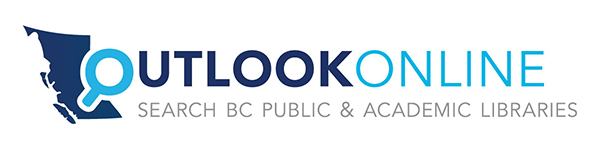 OUTLOOKONLINE
SEARCH BC PUBLIC & ACADEMIC LIBRARIES